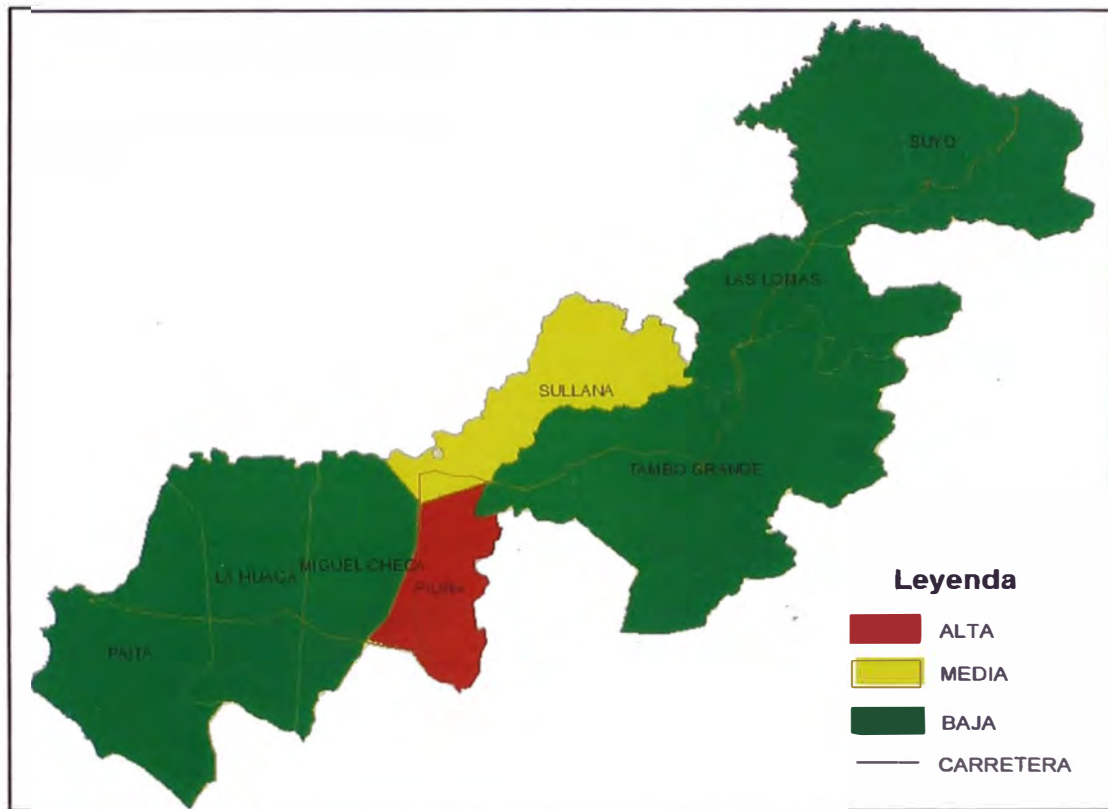 SUYO
LAS LOMAS
SULLANA
TAMBO GRANDE
MIGUEL CHECA
LA HUACA
PIURA
PAITA
Leyenda
ALTA
MEDIA
BAJA
CARRETERA